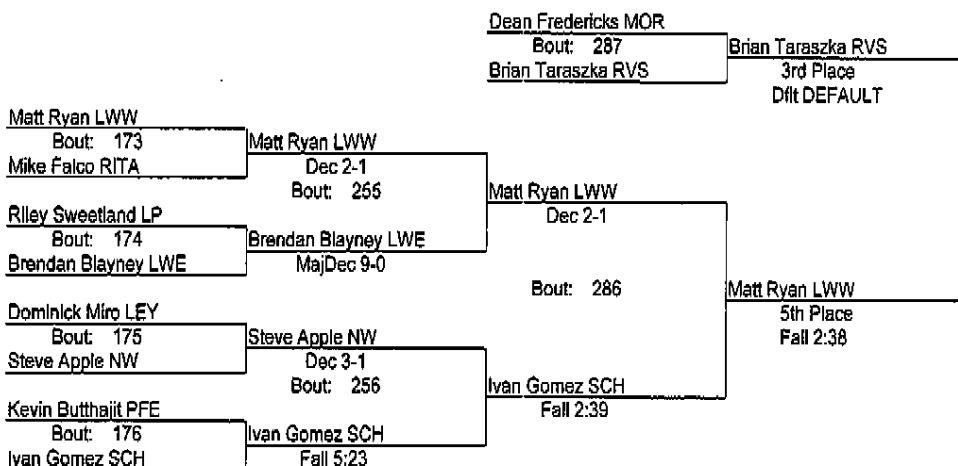 Dean Fredericks MOR
Bout: 287
Brian Taraszka RVS
Brian Taraszka RVS
3rd Place
Dflt DEFAULT
Matt Ryan LWW
Bout: 173
Mike Falco RITA
Matt Ryan LWW
Dec 2-1
Bout: 255
Matt Ryan LWW
Dec 2-1
Riley Sweetland LP
Bout: 174
Brendan Blayney LWE
Brendan Blayney LWE
MajDec 9-0
Bout: 286
Matt Ryan LWW
5th Place
Fall 2:38
Dominick Miro LEY
Bout: 175
Steve Apple NW
Steve Apple NW
Dec 3-1
Bout: 256
Ivan Gomez SCH
Fall 2:39
Kevin Butthajit PFE
Bout: 176
Ivan Gomez SCH
Ivan Gomez SCH
Fall 5:23